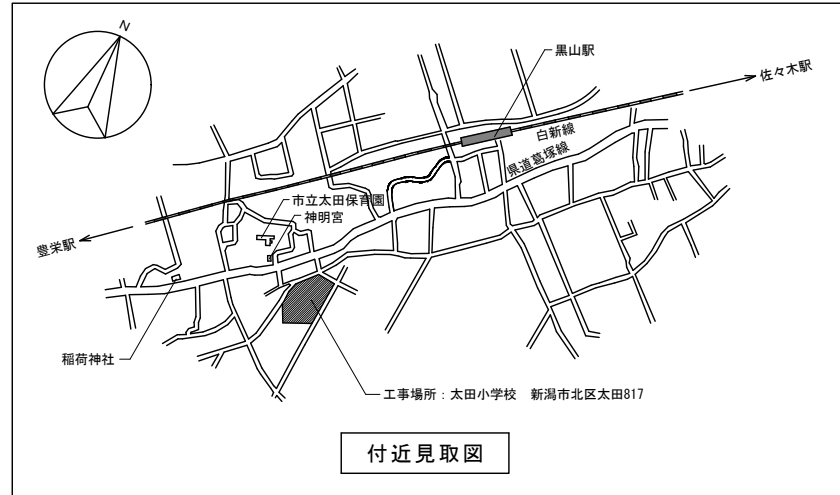 N
黒山駅
佐々木駅
白新線
県道葛塚線
市立太田保育園
神明宮
豊栄駅
稲荷神社
工事場所：太田小学校　新潟市北区太田817
付近見取図